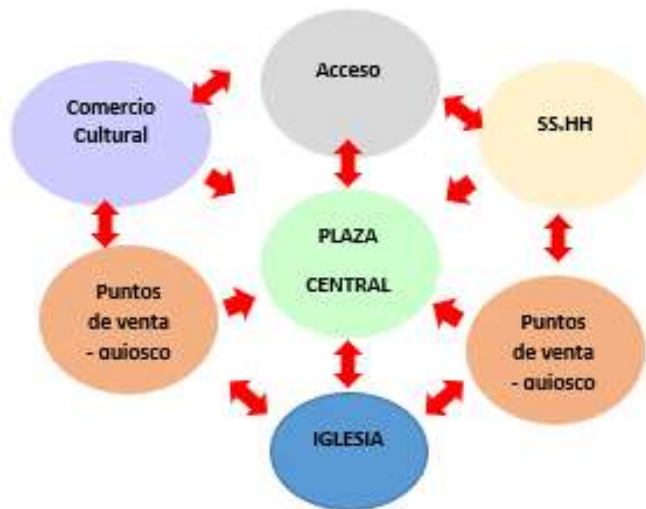 Acceso
Comercio
Cultural
SS.HH
PLAZA
CENTRAL
Puntos
de venta
- quiosco
Puntos
de venta
- quiosco
IGLESIA